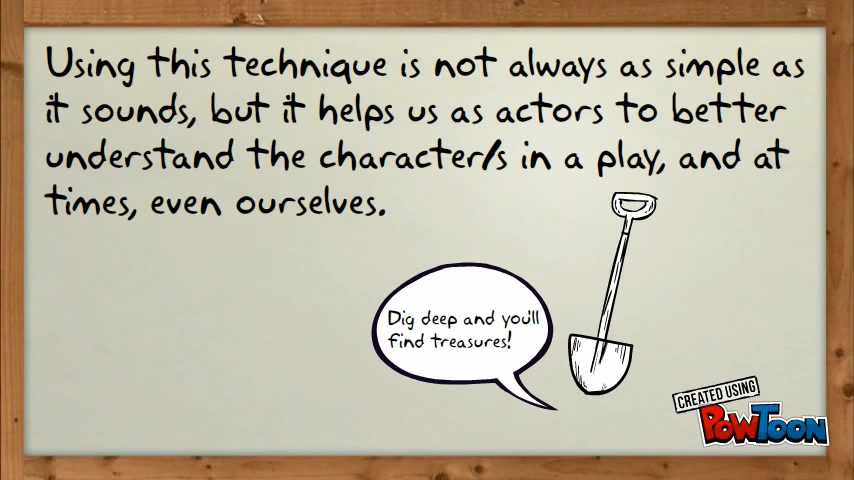 Using this technique is not always as simple as
it sounds, but it helps us as actors to better
understand the character/s in a play, and at
times, even ourselves.
Dig deep and you'll
find treasures!
CREATED USING
POWTOON